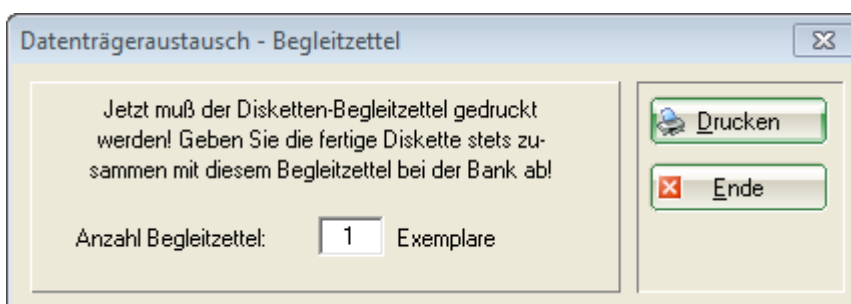 Datenträgeraustausch - Begleitzettel
Jetzt muß der Disketten-Begleitzettel gedruckt
werden! Geben Sie die fertige Diskette stets zu-
sammen mit diesem Begleitzettel bei der Bank ab!
Anzahl Begleitzettel: 1 Exemplare
Drucken
Ende